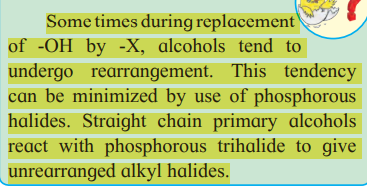 Some times during replacement
of -OH by -X, alcohols tend to
undergo rearrangement. This tendency
can be minimized by use of phosphorous
halides. Straight chain primary alcohols
react with phosphorous trihalide to give
unrearranged alkyl halides.